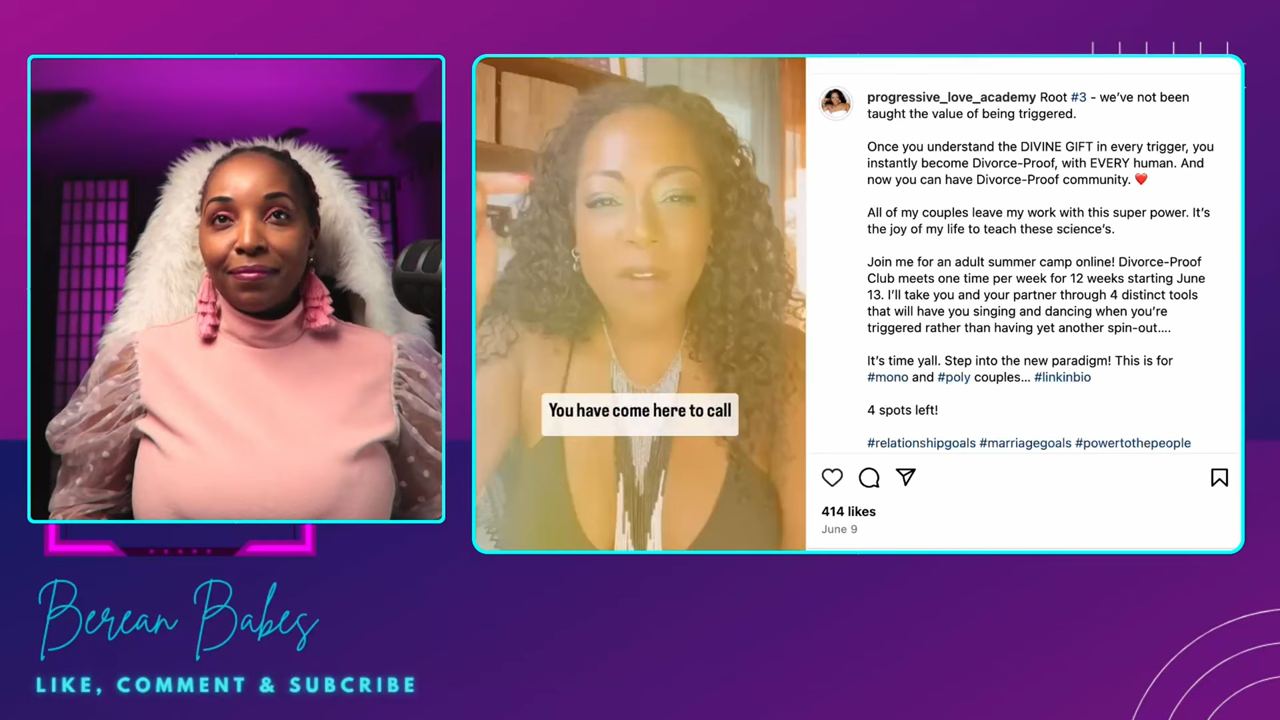 progressive_love_academy Root #3 - we've not been
taught the value of being triggered.
Once you understand the DIVINE GIFT in every trigger, you
instantly become Divorce-Proof, with EVERY human. And
now you can have Divorce-Proof community. ❤️
All of my couples leave my work with this super power. It's
the joy of my life to teach these science's.
Join me for an adult summer camp online! Divorce-Proof
Club meets one time per week for 12 weeks starting June
13. I'll take you and your partner through 4 distinct tools
that will have you singing and dancing when you're
triggered rather than having yet another spin-out....
It's time yall. Step into the new paradigm! This is for
#mono and #poly couples... #linkinbio
4 spots left!
#relationshipgoals #marriagegoals #powertothepeople
414 likes
June 9
You have come here to call
Berean Babes
LIKE, COMMENT & SUBCRIBE